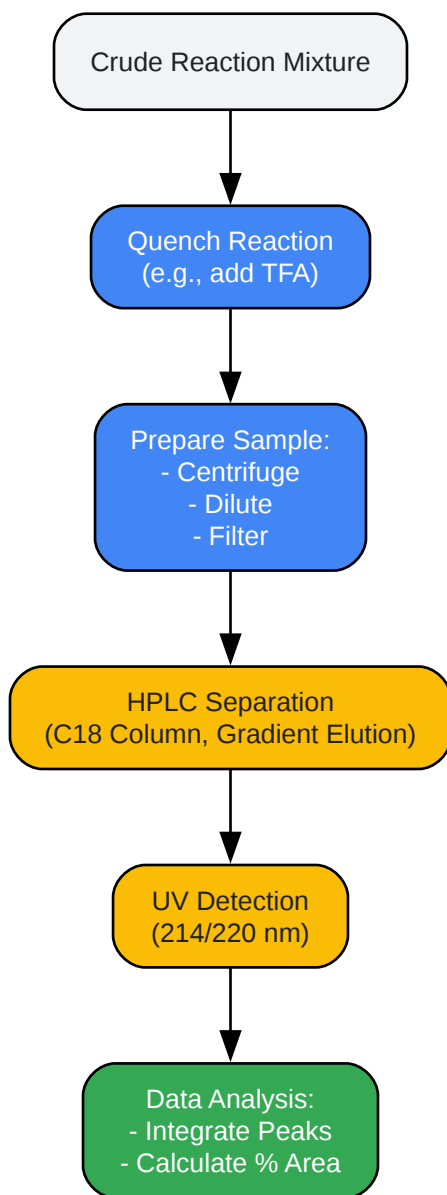 Crude Reaction Mixture
Quench Reaction
(e.g., add TFA)
Prepare Sample:
- Centrifuge
- Dilute
- Filter
HPLC Separation
(C18 Column, Gradient Elution)
UV Detection
(214/220 nm)
Data Analysis:
- Integrate Peaks
- Calculate % Area